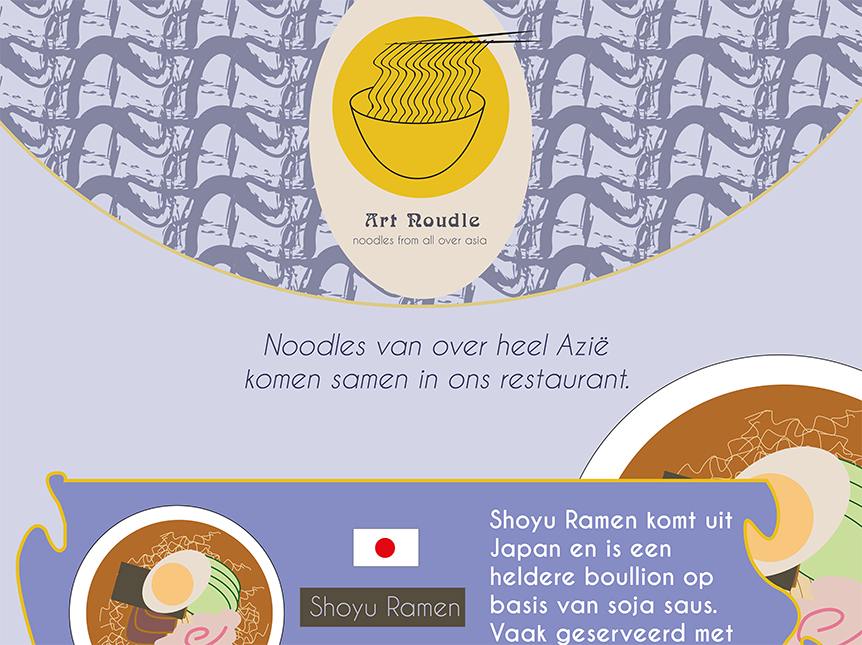 Art Noudle
noodles from all over asia
Noodles van over heel Azië
komen samen in ons restaurant.
Shoyu Ramen
Shoyu Ramen komt uit
Japan en is een
heldere boullion op
basis van soja saus.
Vaak geserveerd met